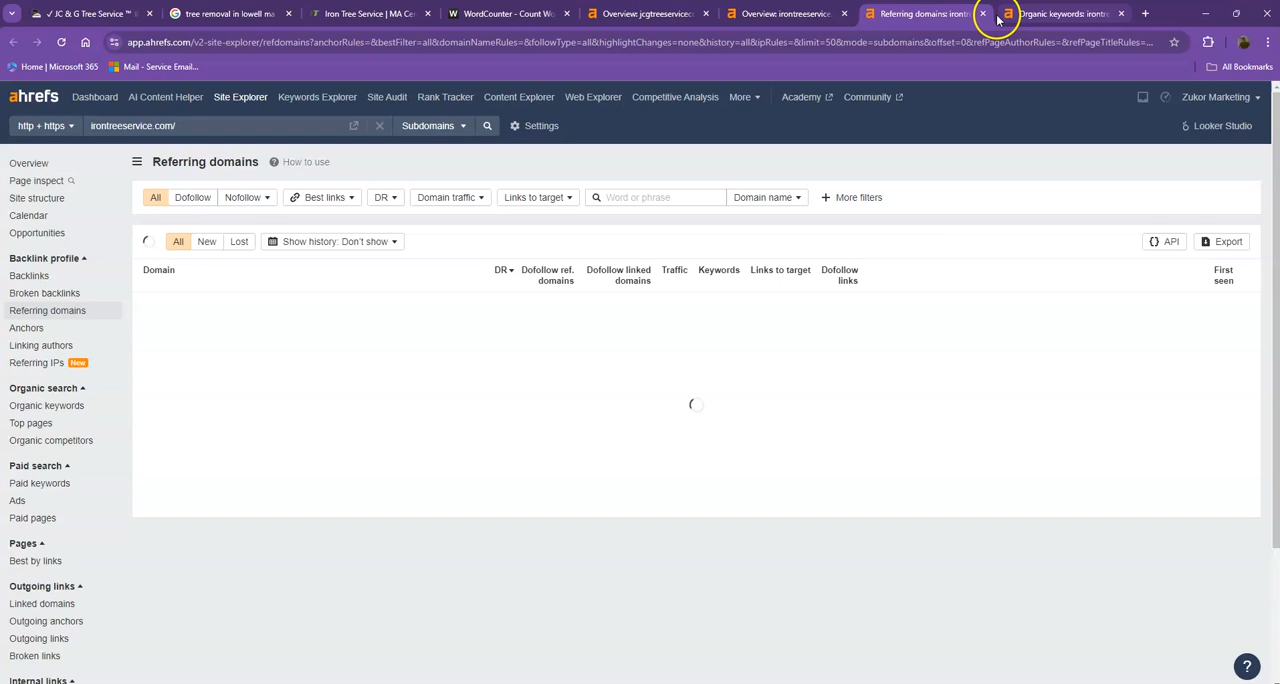 ✓ JC & G Tree Service ™
tree removal in lowell ma
Iron Tree Service | MA Cer
WordCounter - Count Wo
Overview: jcgtreeservicec
Overview: irontreeservice.
Referring domains: irontr
Organic keywords: irontre
app.ahrefs.com/v2-site-explorer/refdomains?anchorRules=&bestFilter=all&domainNameRules=&followType=all&highlightChanges=none&history=all&ipRules=&limit=50&mode=subdomains&offset=0&refPageAuthorRules=&refPageTitleRules=...
Home | Microsoft 365
Mail - Service Email...
All Bookmarks
ahrefs Dashboard AI Content Helper Site Explorer Keywords Explorer Site Audit Rank Tracker Content Explorer Web Explorer Competitive Analysis More Academy Community Zukor Marketing
http + https irontreeservice.com/ Subdomains Settings Looker Studio
Overview
Page inspect
Site structure
Calendar
Opportunities
Backlink profile
Backlinks
Broken backlinks
Referring domains
Anchors
Linking authors
Referring IPs New
Organic search
Organic keywords
Top pages
Organic competitors
Paid search
Paid keywords
Ads
Paid pages
Pages
Best by links
Outgoing links
Linked domains
Outgoing anchors
Outgoing links
Broken links
Internal links
Referring domains ? How to use
All Dofollow Nofollow Best links DR Domain traffic Links to target Word or phrase Domain name + More filters
All New Lost Show history: Don't show {} API Export
Domain DR Dofollow ref. domains Dofollow linked domains Traffic Keywords Links to target Dofollow links First seen
?